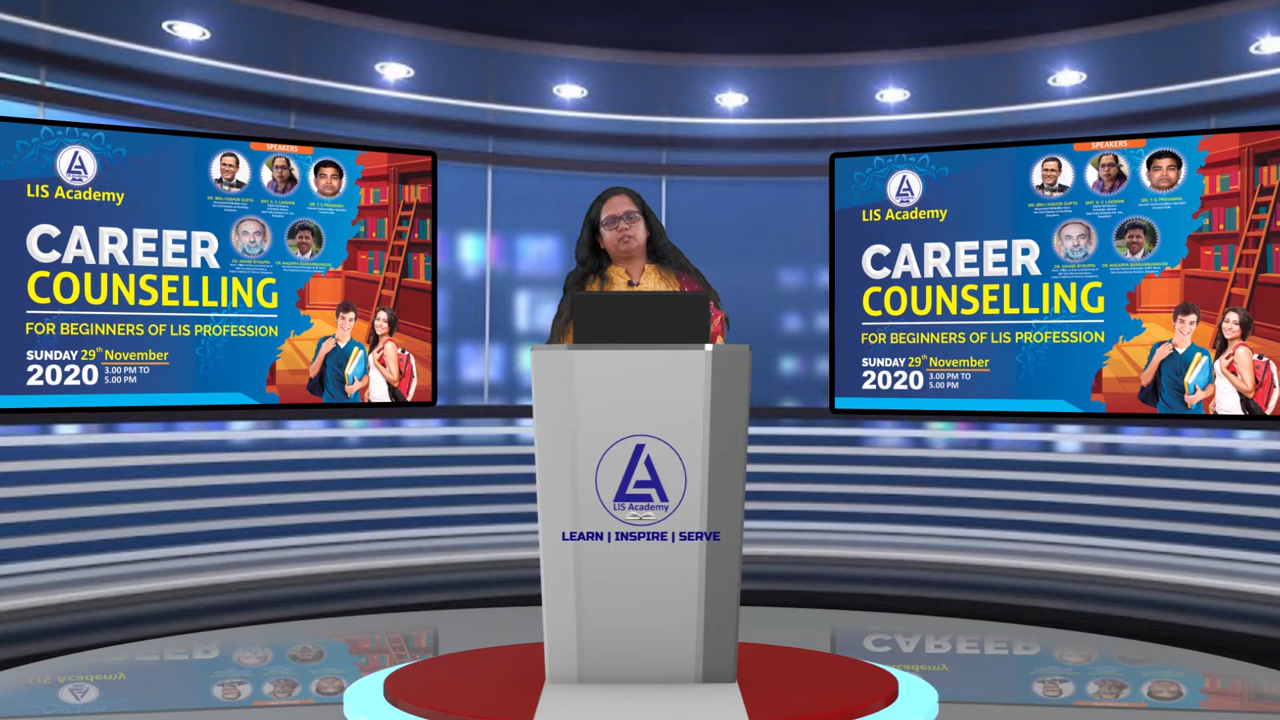 LIS Academy
SPEAKERS
CAREER
COUNSELLING
FOR BEGINNERS OF LIS PROFESSION
SUNDAY 29th November
2020 3.00 PM TO
5.00 PM
LIS Academy
LEARN | INSPIRE | SERVE
SPEAKERS
LIS Academy
CAREER
COUNSELLING
FOR BEGINNERS OF LIS PROFESSION
SUNDAY 29th November
2020 3.00 PM TO
5.00 PM